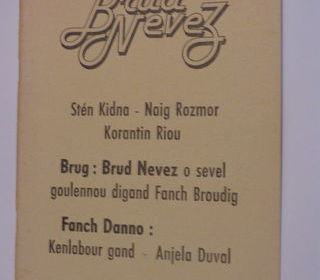 Brud
Nevez
Stén Kidna - Naig Rozmor
Korantin Riou
Brug : Brud Nevez o sevel
goulennou digand Fanch Broudig
Fanch Danno :
Kenlabour gand - Anjela Duval